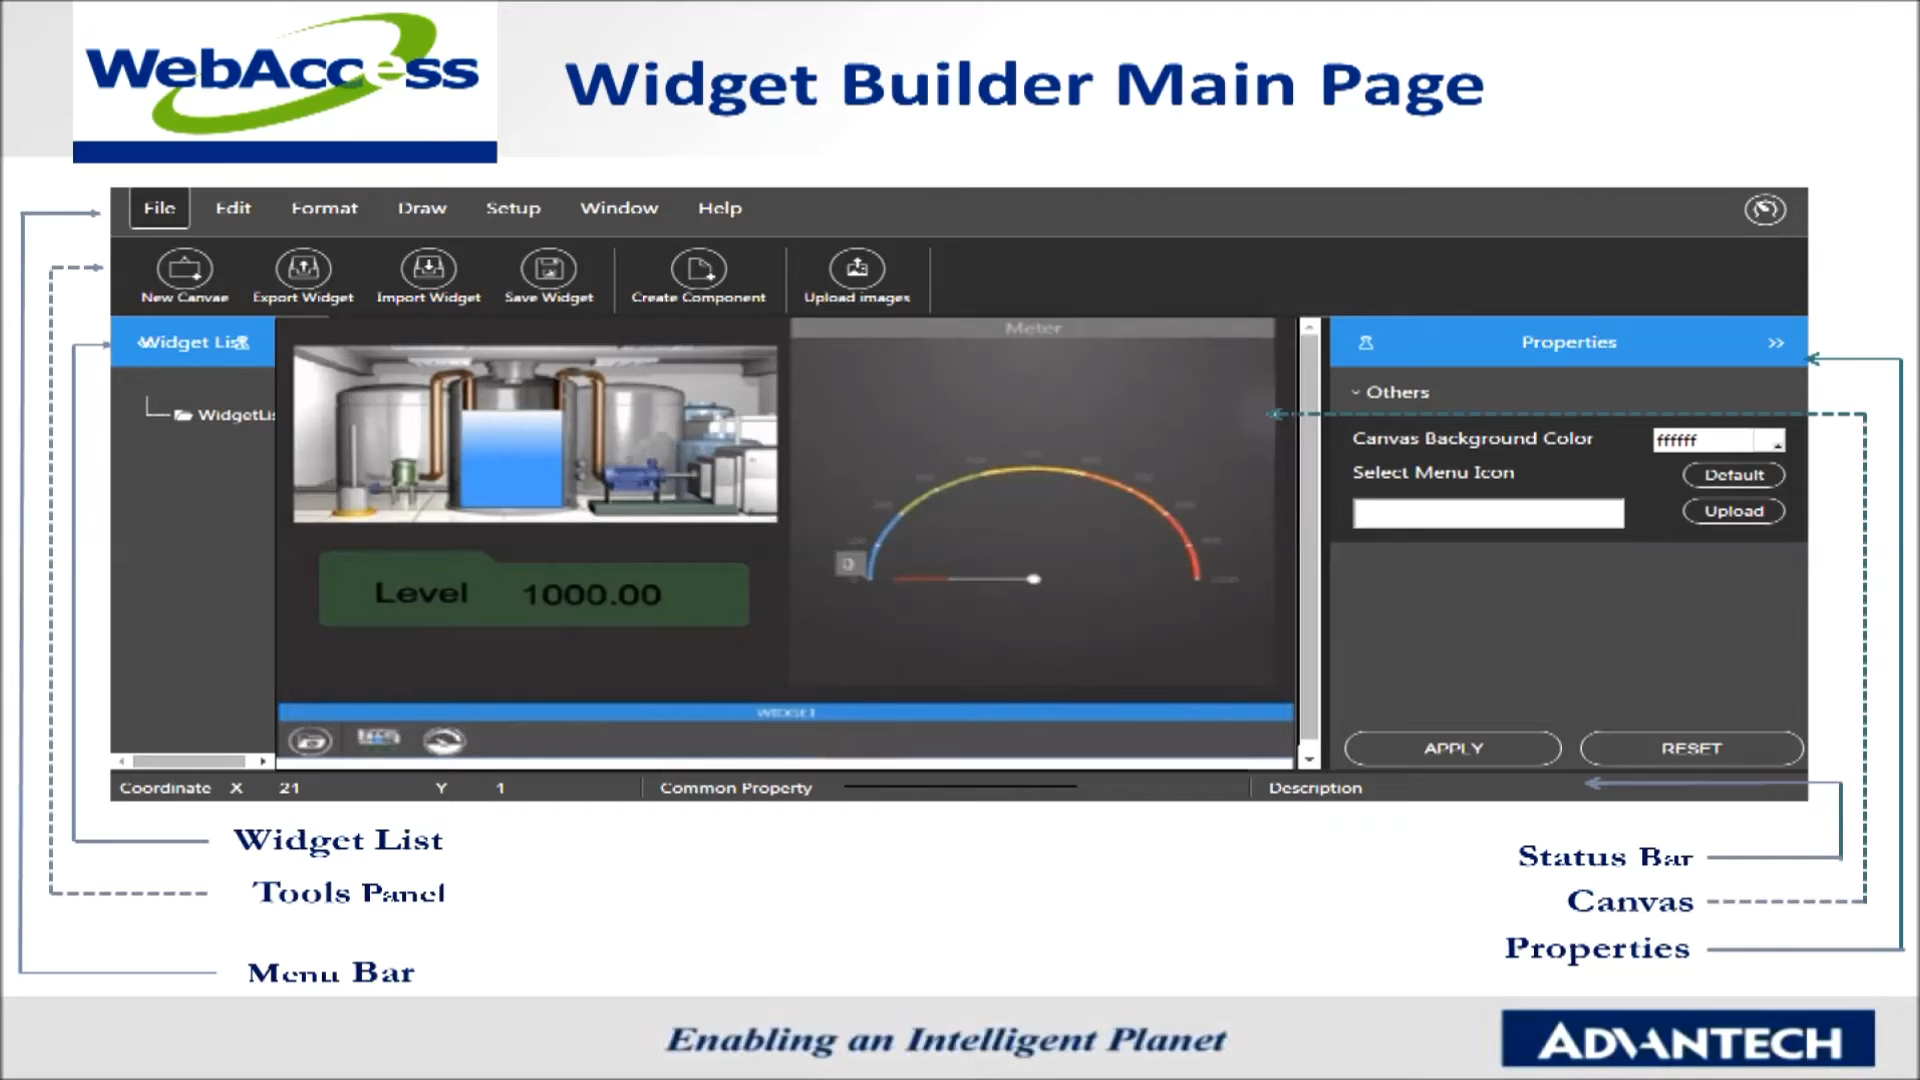 WebAccess
Widget Builder Main Page
File Edit Format Draw Setup Window Help
New Canvae Export Widget Import Widget Save Widget Create Component Upload images
Widget List
Meter
Properties
Others
WidgetLis
Canvas Background Color ffffff
Select Menu Icon Default
Upload
0
Level 1000.00
WIDGET
APPLY RESET
Coordinate X 21 Y 1 Common Property Description
Widget List
Tools Panel
Menu Bar
Status Bar
Canvas
Properties
Enabling an Intelligent Planet
ADVANTECH